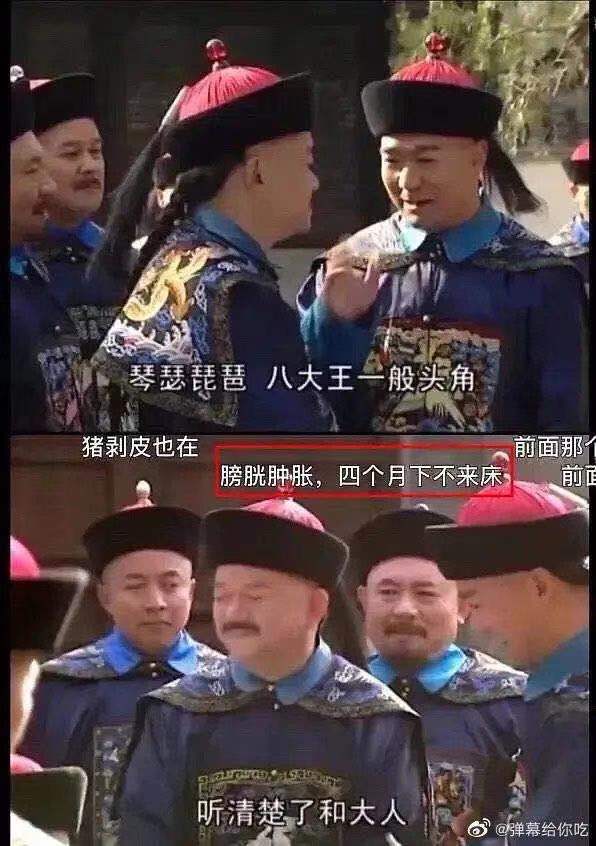 琴瑟琵琶 八大王一般头角
猪剥皮也在
前面那个
膀胱肿胀，四个月下不来床
前面
听清楚了和大人
@弹幕给你吃